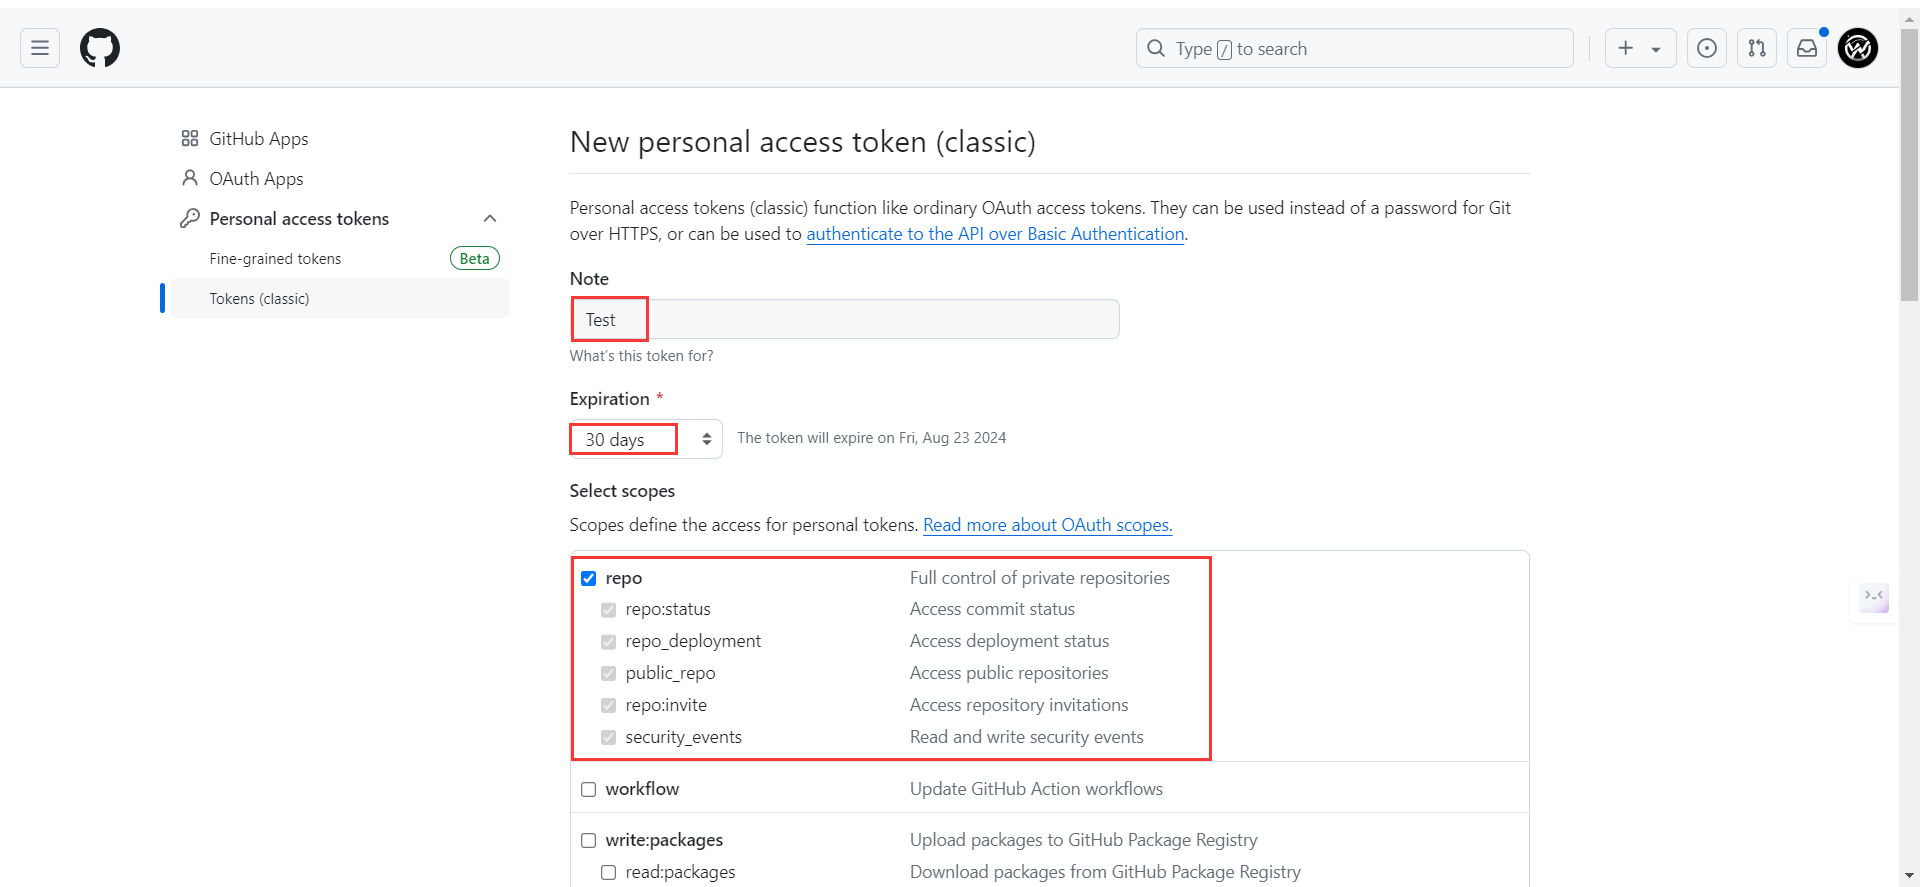 Type / to search
GitHub Apps
OAuth Apps
Personal access tokens
Fine-grained tokens Beta
Tokens (classic)
New personal access token (classic)
Personal access tokens (classic) function like ordinary OAuth access tokens. They can be used instead of a password for Git
over HTTPS, or can be used to authenticate to the API over Basic Authentication.
Note
Test
What's this token for?
Expiration *
30 days The token will expire on Fri, Aug 23 2024
Select scopes
Scopes define the access for personal tokens. Read more about OAuth scopes.
repo Full control of private repositories
repo:status Access commit status
repo_deployment Access deployment status
public_repo Access public repositories
repo:invite Access repository invitations
security_events Read and write security events
workflow Update GitHub Action workflows
write:packages Upload packages to GitHub Package Registry
read:packages Download packages from GitHub Package Registry